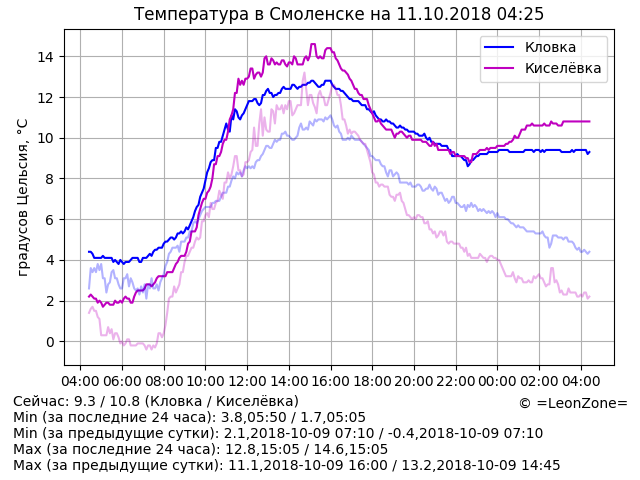 Температура в Смоленске на 11.10.2018 04:25
Кловка
Киселёвка
градусов Цельсия, °C
14
12
10
8
6
4
2
0
04:00 06:00 08:00 10:00 12:00 14:00 16:00 18:00 20:00 22:00 00:00 02:00 04:00
Сейчас: 9.3 / 10.8 (Кловка / Киселёвка)
© =LeonZone=
Min (за последние 24 часа): 3.8,05:50 / 1.7,05:05
Min (за предыдущие сутки): 2.1,2018-10-09 07:10 / -0.4,2018-10-09 07:10
Max (за последние 24 часа): 12.8,15:05 / 14.6,15:05
Max (за предыдущие сутки): 11.1,2018-10-09 16:00 / 13.2,2018-10-09 14:45